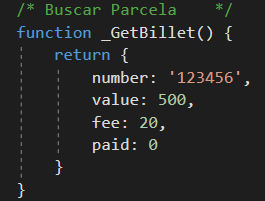 /* Buscar Parcela    */
function _GetBillet() {
    return {
        number: '123456',
        value: 500,
        fee: 20,
        paid: 0
    }
}